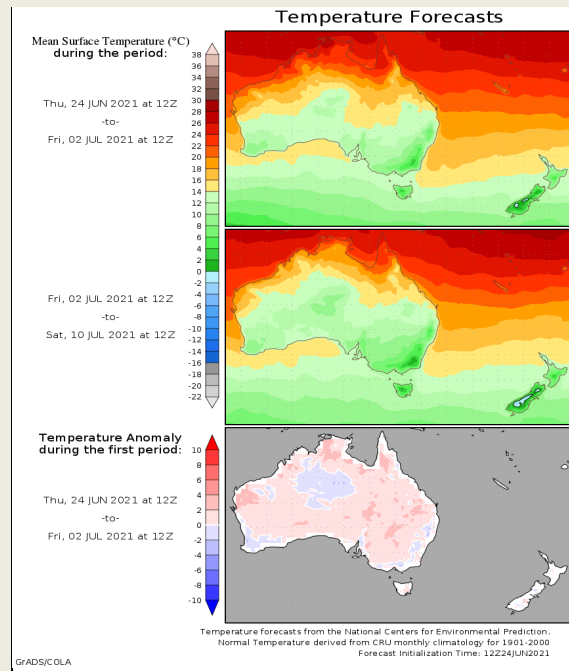 Temperature Forecasts
Mean Surface Temperature (°C)
during the period:
38
36
34
32
30
28
26
24
22
20
18
16
14
12
10
8
6
4
2
0
-2
-4
-6
-8
-10
-12
-14
-16
-18
-20
-22
Thu, 24 JUN 2021 at 12Z
-to-
Fri, 02 JUL 2021 at 12Z
Fri, 02 JUL 2021 at 12Z
-to-
Sat, 10 JUL 2021 at 12Z
Temperature Anomaly
during the first period:
10
8
6
4
2
0
-2
-4
-6
-8
-10
Thu, 24 JUN 2021 at 12Z
-to-
Fri, 02 JUL 2021 at 12Z
Temperature forecasts from the National Centers for Environmental Prediction.
Normal Temperature derived from CRU monthly climatology for 1901-2000
Forecast Initialization Time: 12Z24JUN2021
GrADS/COLA